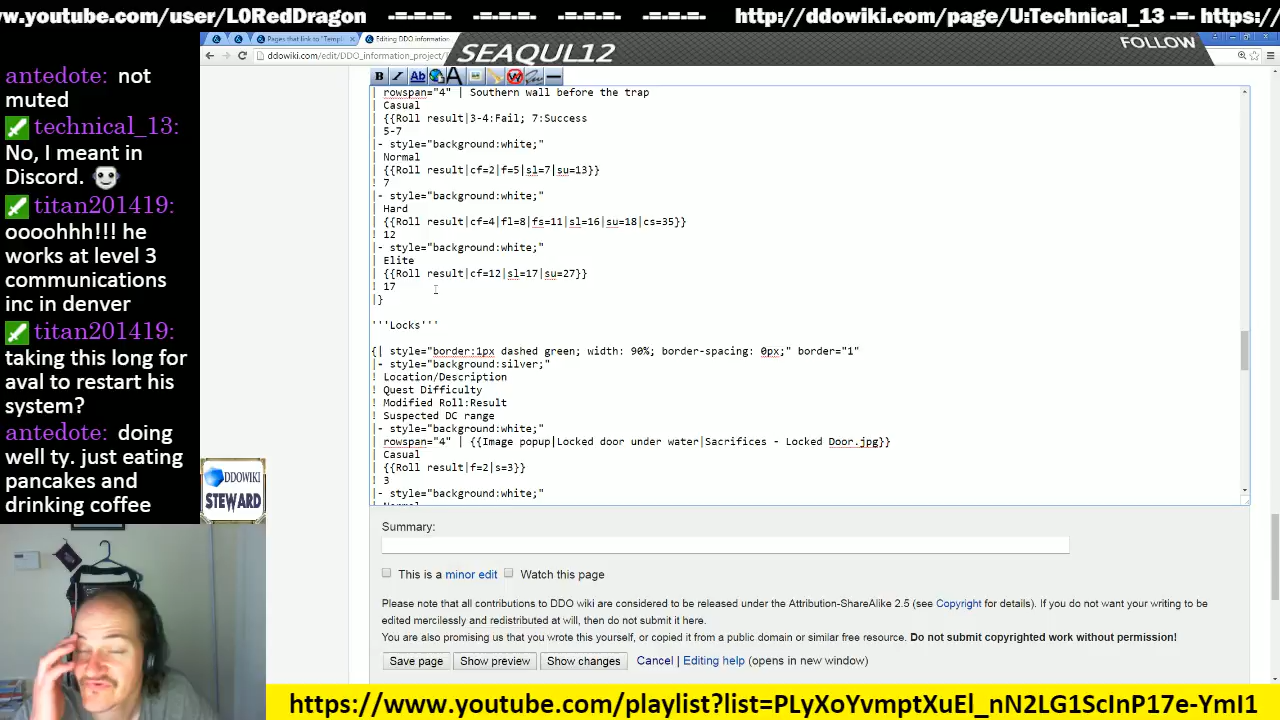 www.youtube.com/user/L0RedDragon -=-=-=- -=-=-=- -=-=-=- -=-=-=- http://ddowiki.com/page/U:Technical_13 -=- https:/
Pages that link to "Templ
Editing DDO information
SEAQUL12
FOLLOW
ddowiki.com/edit/DDO_information_project/
antedote: not
muted
technical_13:
No, I meant in
Discord.
titan201419:
oooohhh!!! he
works at level 3
communications
inc in denver
titan201419:
taking this long for
aval to restart his
system?
antedote: doing
well ty. just eating
pancakes and
drinking coffee
DDOWIKI
STEWARD
B I Ab A W
| rowspan="4" | Southern wall before the trap
| Casual
| {{Roll result|3-4:Fail; 7:Success
| 5-7
|- style="background:white;"
| Normal
| {{Roll result|cf=2|f=5|sl=7|su=13}}
! 7
|- style="background:white;"
| Hard
| {{Roll result|cf=4|fl=8|fs=11|sl=16|su=18|cs=35}}
! 12
|- style="background:white;"
| Elite
| {{Roll result|cf=12|sl=17|su=27}}
! 17
|}
'''Locks'''
{| style="border:1px dashed green; width: 90%; border-spacing: 0px;" border="1"
|- style="background:silver;"
! Location/Description
! Quest Difficulty
! Modified Roll:Result
! Suspected DC range
|- style="background:white;"
| rowspan="4" | {{Image popup|Locked door under water|Sacrifices - Locked Door.jpg}}
| Casual
| {{Roll result|f=2|s=3}}
! 3
|- style="background:white;"
| Normal
Summary:
This is a minor edit Watch this page
Please note that all contributions to DDO wiki are considered to be released under the Attribution-ShareAlike 2.5 (see Copyright for details). If you do not want your writing to be
edited mercilessly and redistributed at will, then do not submit it here.
You are also promising us that you wrote this yourself, or copied it from a public domain or similar free resource. Do not submit copyrighted work without permission!
Save page Show preview Show changes Cancel | Editing help (opens in new window)
https://www.youtube.com/playlist?list=PLyXoYvmptXuEl_nN2LG1ScInP17e-YmI1